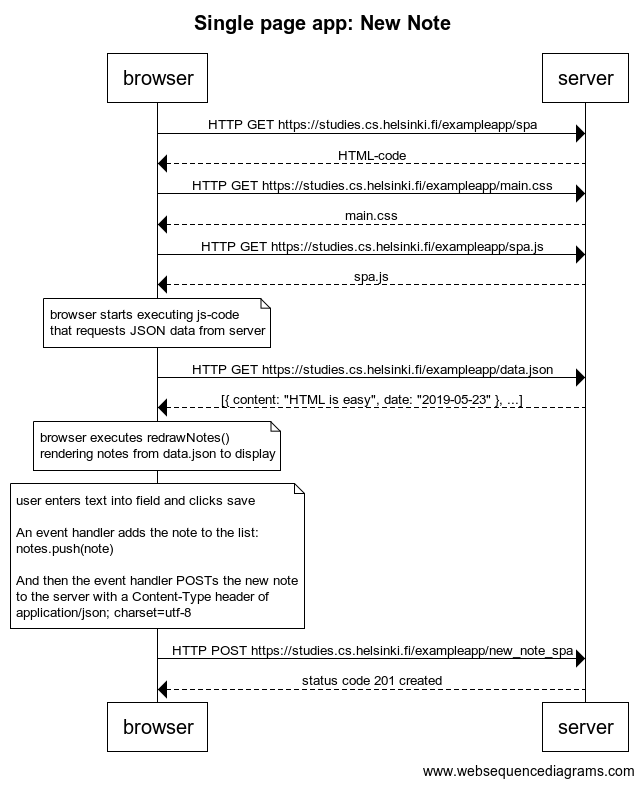 Single page app: New Note
browser
server
HTTP GET https://studies.cs.helsinki.fi/exampleapp/spa
HTML-code
HTTP GET https://studies.cs.helsinki.fi/exampleapp/main.css
main.css
HTTP GET https://studies.cs.helsinki.fi/exampleapp/spa.js
spa.js
browser starts executing js-code
that requests JSON data from server
HTTP GET https://studies.cs.helsinki.fi/exampleapp/data.json
[{ content: "HTML is easy", date: "2019-05-23" }, ...]
browser executes redrawNotes()
rendering notes from data.json to display
user enters text into field and clicks save
An event handler adds the note to the list:
notes.push(note)
And then the event handler POSTs the new note
to the server with a Content-Type header of
application/json; charset=utf-8
HTTP POST https://studies.cs.helsinki.fi/exampleapp/new_note_spa
status code 201 created
browser
server
www.websequencediagrams.com